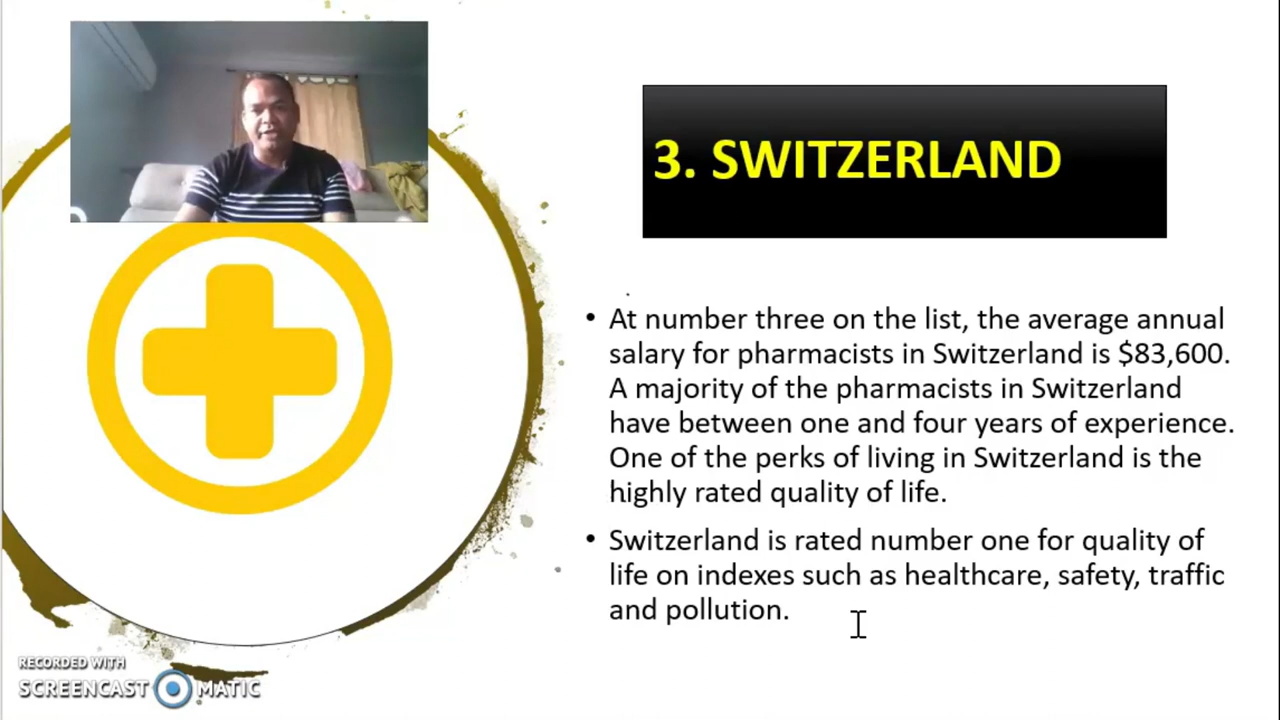 3. SWITZERLAND
• At number three on the list, the average annual
salary for pharmacists in Switzerland is $83,600.
A majority of the pharmacists in Switzerland
have between one and four years of experience.
One of the perks of living in Switzerland is the
highly rated quality of life.
• Switzerland is rated number one for quality of
life on indexes such as healthcare, safety, traffic
and pollution.
RECORDED WITH
SCREENCAST MATIC